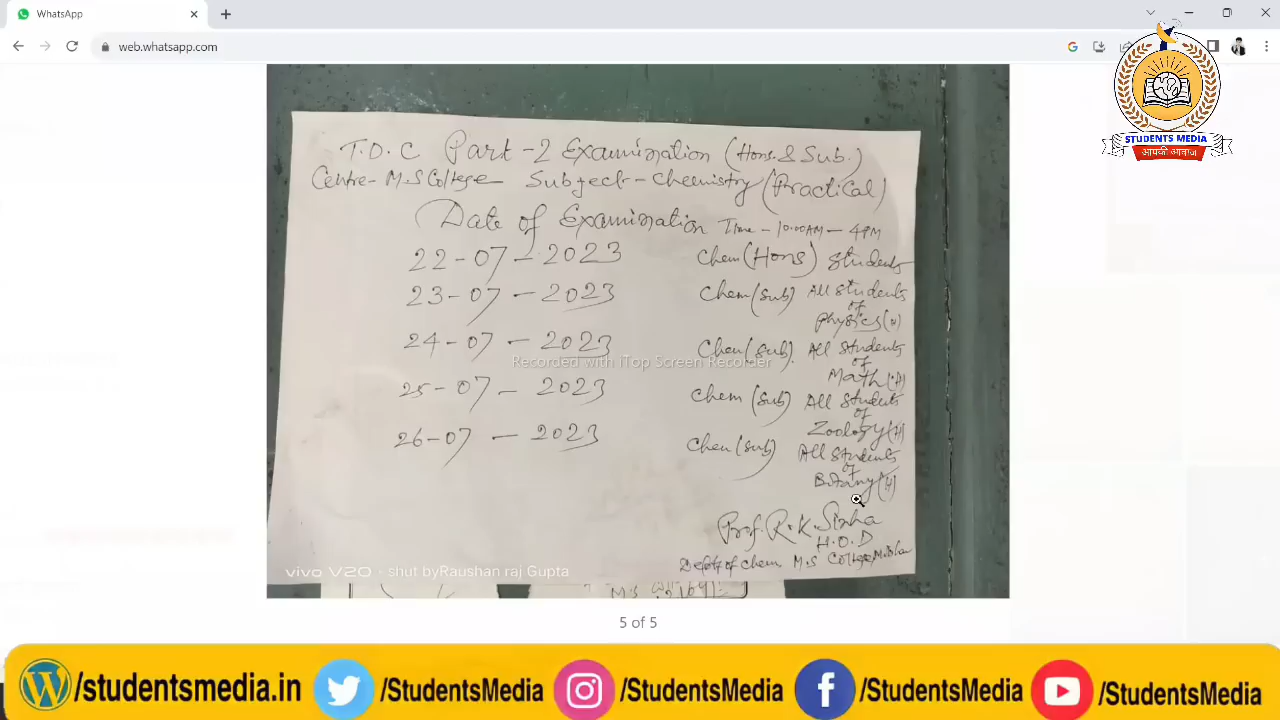 WhatsApp
web.whatsapp.com
STUDENTS MEDIA
आपकी आवाज़
T.D.C Part -2 Examination (Hons. & Sub.)
Centre - M.S College Subject - Chemistry (Practical)
Date of Examination Time - 10:00AM - 4PM
22-07-2023 Chem (Hons) Students
23-07-2023 Chem (Sub) All Students
of
Physics (H)
24-07-2023 Chem (Sub). All Students
of
Math (H)
25-07-2023 Chem (Sub) All Students
of
Zoology (H)
26-07-2023 Chem (Sub) All Students
of
Botany (H)
Recorded with iTop Screen Recorder
Prof. R.K. Sinha
H.O.D
Deptt of Chem, M.S College
vivo V20 • shut byRaushan raj Gupta
M.S
5 of 5
/studentsmedia.in /StudentsMedia /StudentsMedia /StudentsMedia /StudentsMedia